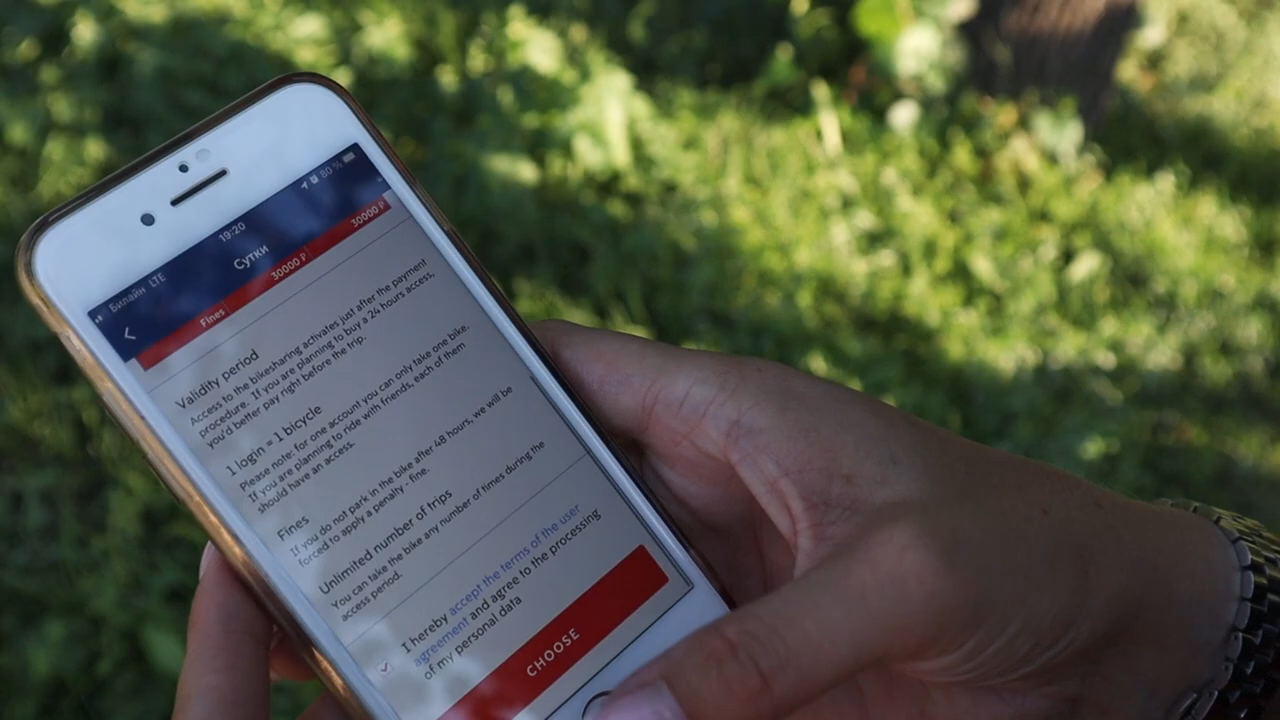 Билайн LTE 19:20 80 %
Сутки
Fines 30000 ₽ 30000 ₽
Validity period
Access to the bikesharing activates just after the payment
procedure. If you are planning to buy a 24 hours access,
you'd better pay right before the trip.
1 login = 1 bicycle
Please note: for one account you can only take one bike.
If you are planning to ride with friends, each of them
should have an access.
Fines
If you do not park in the bike after 48 hours, we will be
forced to apply a penalty - fine.
Unlimited number of trips
You can take the bike any number of times during the
access period.
I hereby accept the terms of the user
agreement and agree to the processing
of my personal data
CHOOSE